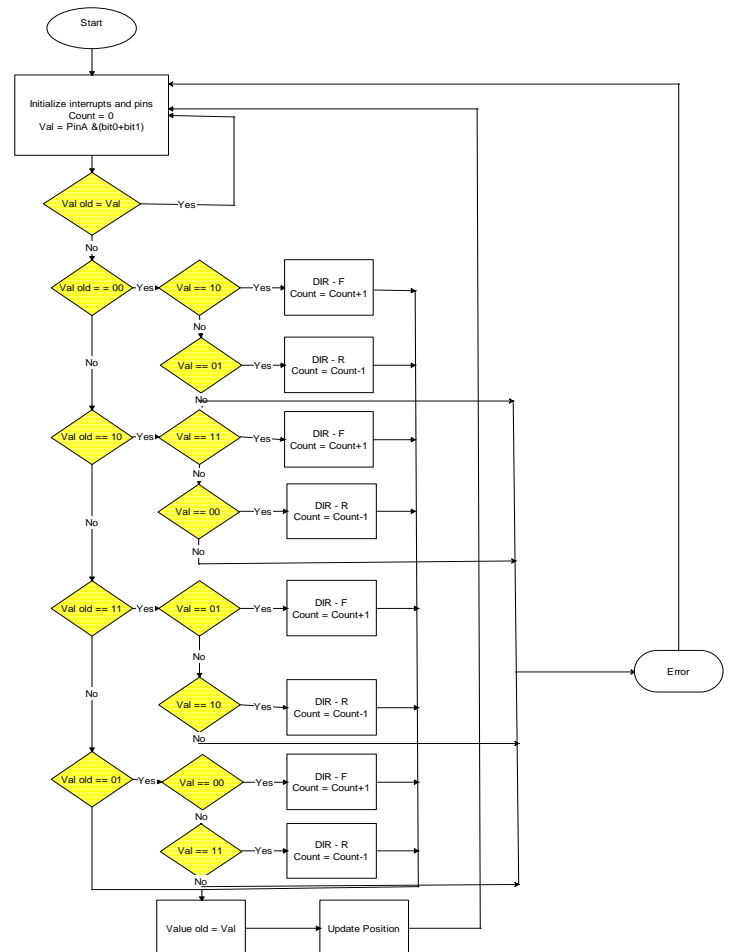 Start
Initialize interrupts and pins
Count = 0
Val = PinA &(bit0+bit1)
Val old = Val
Yes
No
Val old = = 00
Yes
Val == 10
Yes
DIR - F
Count = Count+1
No
Val == 01
Yes
DIR - R
Count = Count-1
No
No
Val old == 10
Yes
Val == 11
Yes
DIR - F
Count = Count+1
No
Val == 00
Yes
DIR - R
Count = Count-1
No
No
Val old == 11
Yes
Val == 01
Yes
DIR - F
Count = Count+1
No
Error
No
Val == 10
Yes
DIR - R
Count = Count-1
No
Val old == 01
Yes
Val == 00
Yes
DIR - F
Count = Count+1
No
Val == 11
Yes
DIR - R
Count = Count-1
No
Value old = Val
Update Position